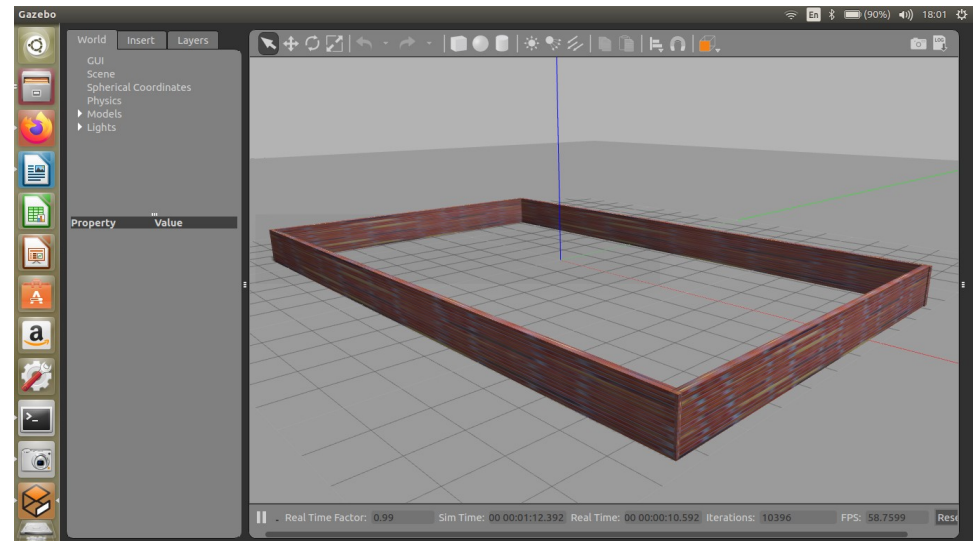 Gazebo
En
(90%)
18:01
World Insert Layers
GUI
Scene
Spherical Coordinates
Physics
Models
Lights
Property Value
LOG
A
a
>_
Real Time Factor: 0.99 Sim Time: 00 00:01:12.392 Real Time: 00 00:00:10.592 Iterations: 10396 FPS: 58.7599 Rese